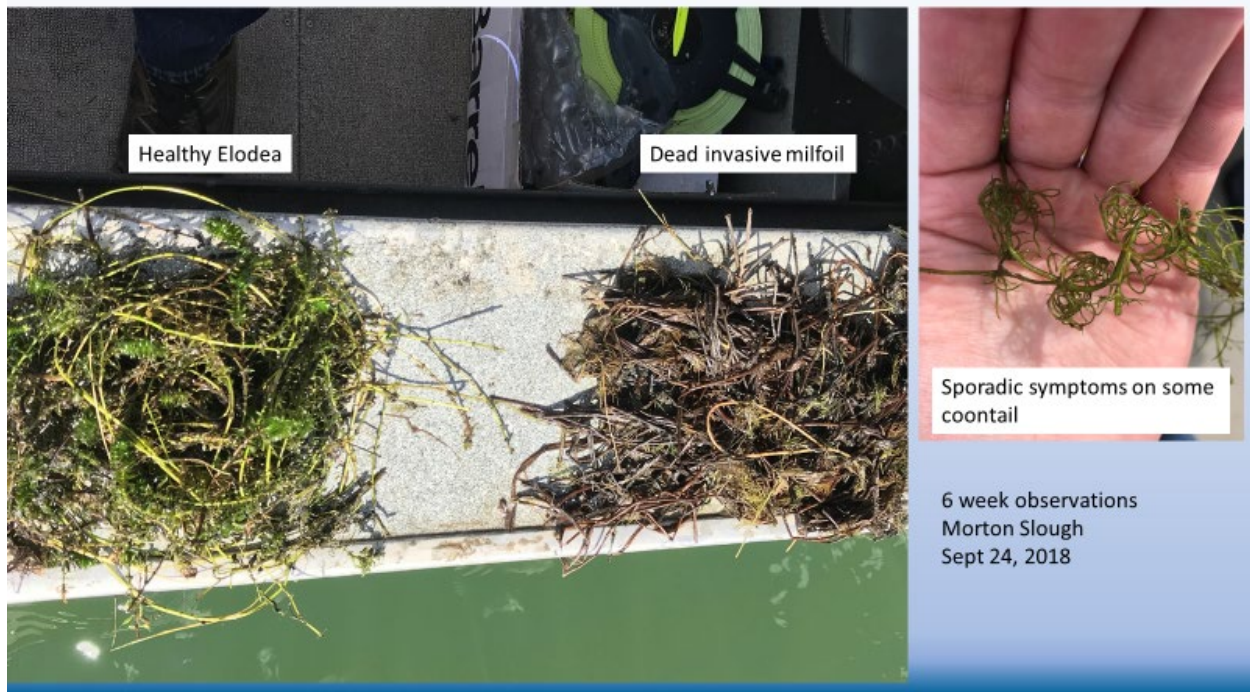 Healthy Elodea
Dead invasive milfoil
Sporadic symptoms on some
coontail
6 week observations
Morton Slough
Sept 24, 2018